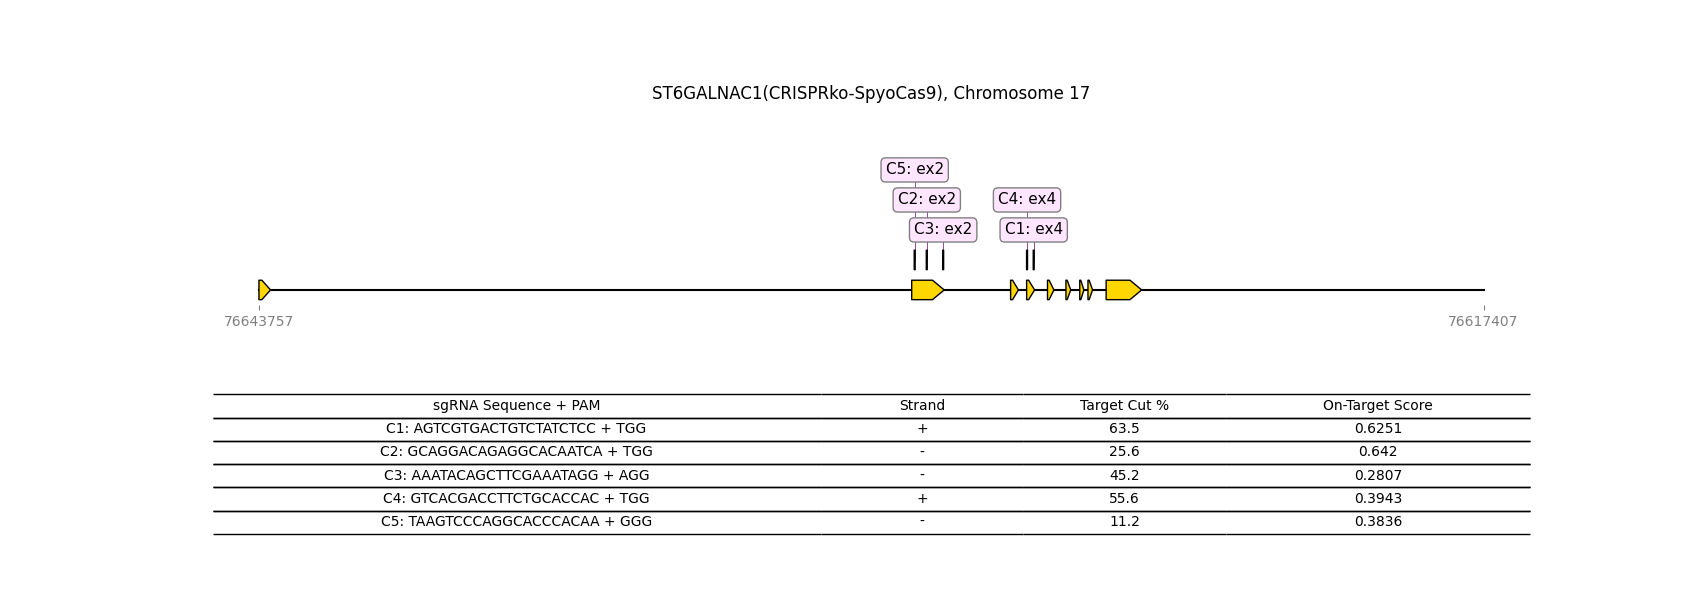 ST6GALNAC1(CRISPRko-SpyoCas9), Chromosome 17
C5: ex2
C2: ex2 C4: ex4
C3: ex2 C1: ex4
76643757 76617407
sgRNA Sequence + PAM Strand Target Cut % On-Target Score
C1: AGTCGTGACTGTCTATCTCC + TGG + 63.5 0.6251
C2: GCAGGACAGAGGCACAATCA + TGG - 25.6 0.642
C3: AAATACAGCTTCGAAATAGG + AGG - 45.2 0.2807
C4: GTCACGACCTTCTGCACCAC + TGG + 55.6 0.3943
C5: TAAGTCCCAGGCACCCACAA + GGG - 11.2 0.3836